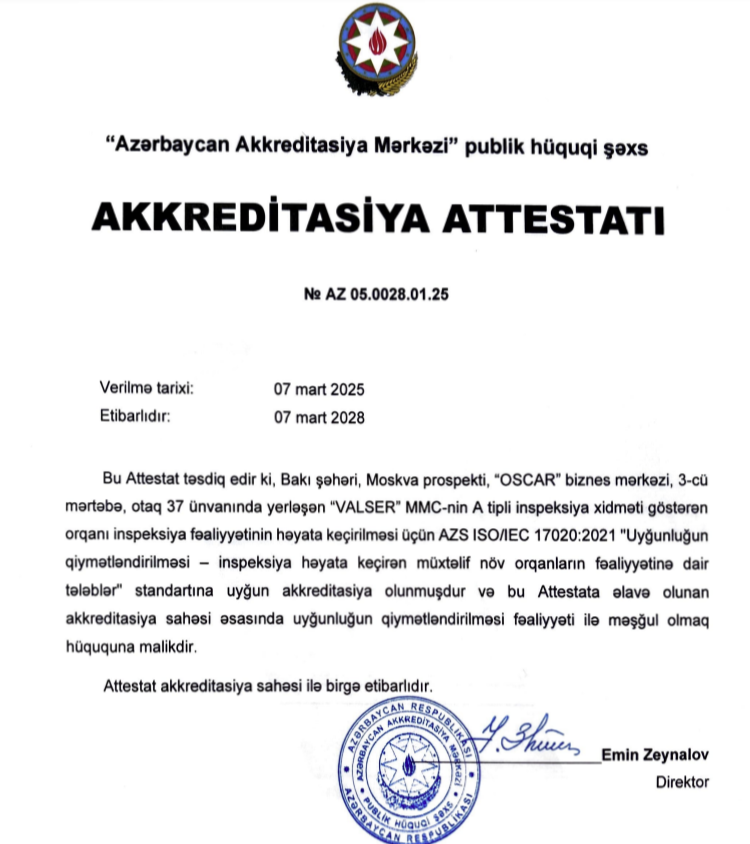 “Azərbaycan Akkreditasiya Mərkəzi” publik hüquqi şəxs
AKKREDİTASİYA ATTESTATI
№ AZ 05.0028.01.25
Verilmə tarixi: 07 mart 2025
Etibarlıdır: 07 mart 2028
Bu Attestat təsdiq edir ki, Bakı şəhəri, Moskva prospekti, “OSCAR” biznes mərkəzi, 3-cü
mərtəbə, otaq 37 ünvanında yerləşən “VALSER” MMC-nin A tipli inspeksiya xidməti göstərən
orqanı inspeksiya fəaliyyətinin həyata keçirilməsi üçün AZS ISO/IEC 17020:2021 "Uyğunluğun
qiymətləndirilməsi – inspeksiya həyata keçirən müxtəlif növ orqanların fəaliyyətinə dair
tələblər" standartına uyğun akkreditasiya olunmuşdur və bu Attestata əlavə olunan
akkreditasiya sahəsi əsasında uyğunluğun qiymətləndirilməsi fəaliyyəti ilə məşğul olmaq
hüququna malikdir.
Attestat akkreditasiya sahəsi ilə birgə etibarlıdır.
AZƏRBAYCAN RESPUBLİKASI
AZƏRBAYCAN AKKREDİTASİYA MƏRKƏZİ
PUBLİK HÜQUQİ ŞƏXS
AZƏRBAYCAN RESPUBLİKASI
Emin Zeynalov
Direktor